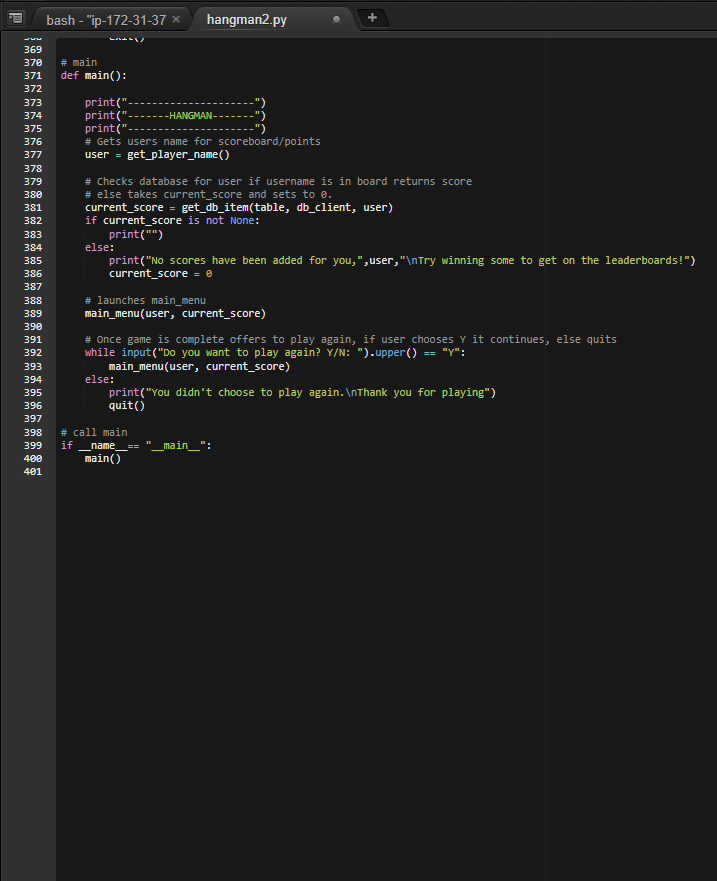 bash - "ip-172-31-37 × hangman2.py
369
370 # main
371 def main():
372
373     print("---------------------")
374     print("-------HANGMAN-------")
375     print("---------------------")
376     # Gets users name for scoreboard/points
377     user = get_player_name()
378
379     # Checks database for user if username is in board returns score
380     # else takes current_score and sets to 0.
381     current_score = get_db_item(table, db_client, user)
382     if current_score is not None:
383         print("")
384     else:
385         print("No scores have been added for you,",user,"\nTry winning some to get on the leaderboards!")
386         current_score = 0
387
388     # launches main_menu
389     main_menu(user, current_score)
390
391     # Once game is complete offers to play again, if user chooses Y it continues, else quits
392     while input("Do you want to play again? Y/N: ").upper() == "Y":
393         main_menu(user, current_score)
394     else:
395         print("You didn't choose to play again.\nThank you for playing")
396         quit()
397
398 # call main
399 if __name__== "__main__":
400     main()
401